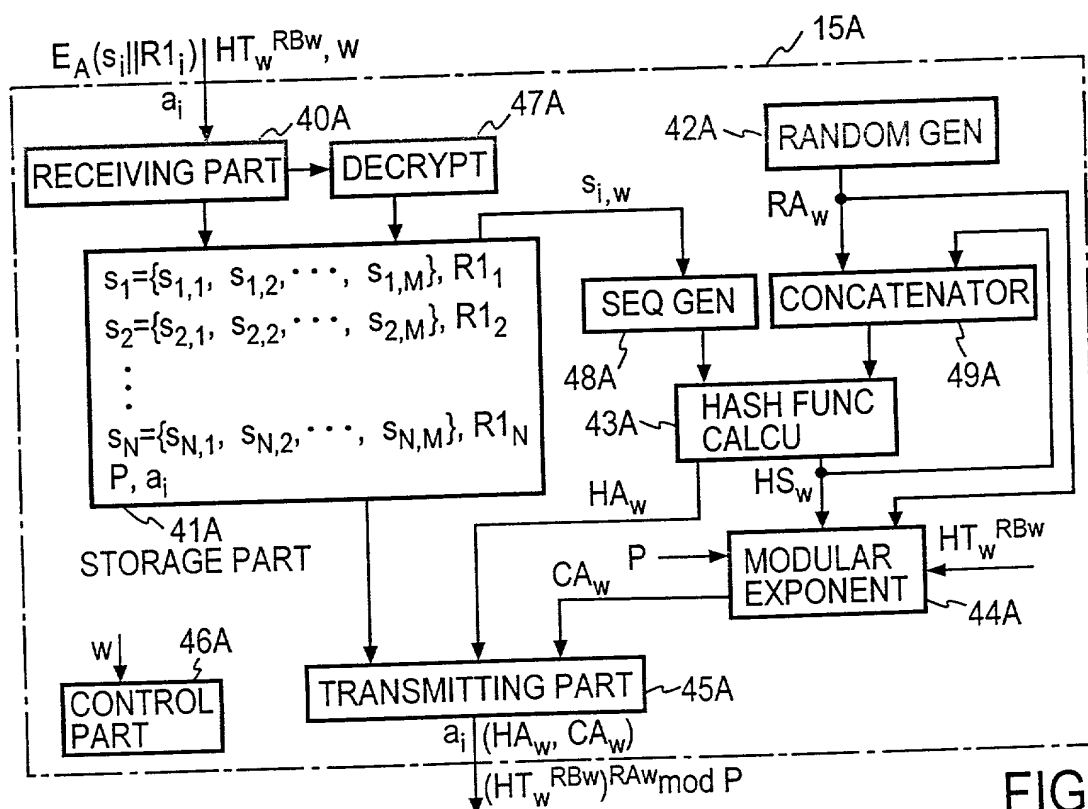 E_A(s_i||R1_i) HT_w^RBw, w
15A
a_i
40A
47A
42A
RANDOM GEN
RECEIVING PART
DECRYPT
s_i,w
RA_w
s_1={s_1,1, s_1,2, ···, s_1,M}, R1_1
s_2={s_2,1, s_2,2, ···, s_2,M}, R1_2
⋮
s_N={s_N,1, s_N,2, ···, s_N,M}, R1_N
P, a_i
SEQ GEN
CONCATENATOR
48A
49A
43A
HASH FUNC
CALCU
41A
STORAGE PART
HA_w
HS_w
P
CA_w
MODULAR
EXPONENT
HT_w^RBw
44A
w
46A
CONTROL
PART
TRANSMITTING PART
45A
a_i (HA_w, CA_w)
(HT_w^RBw)^RAw mod P
FIG